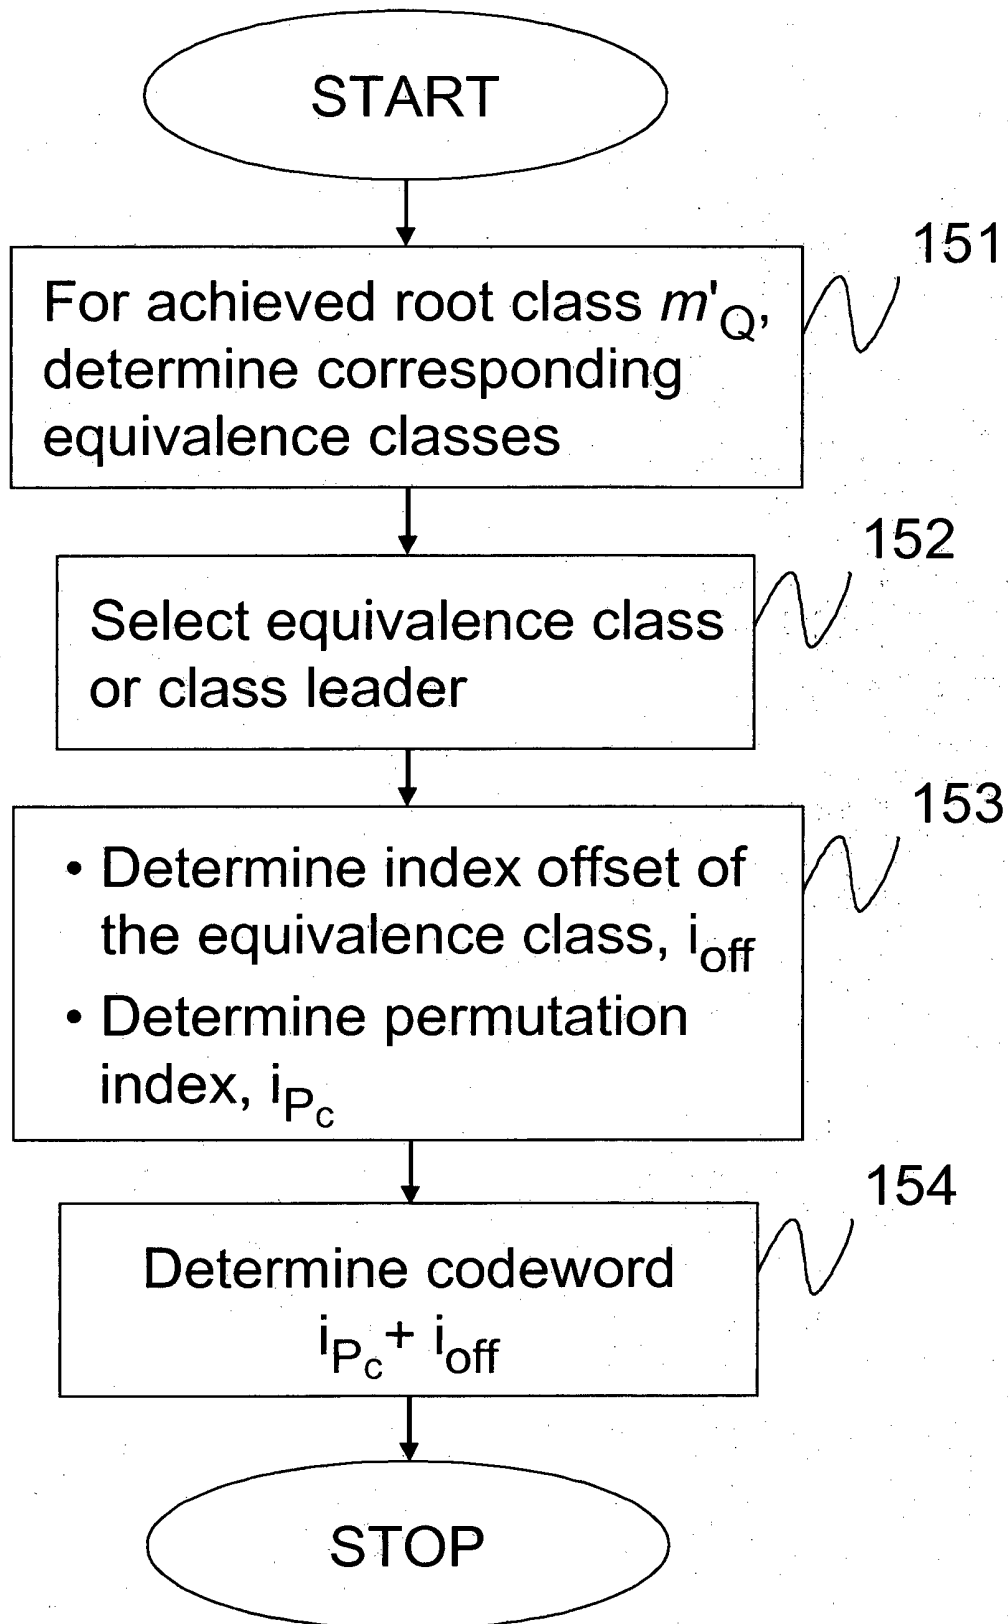 START
151
For achieved root class m'Q,
determine corresponding
equivalence classes
152
Select equivalence class
or class leader
153
• Determine index offset of
the equivalence class, ioff
• Determine permutation
index, iPc
154
Determine codeword
iPc + ioff
STOP